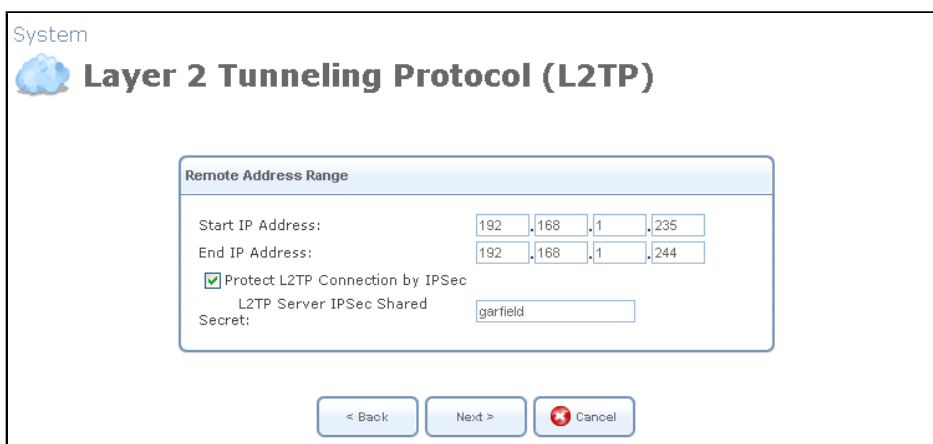 System
Layer 2 Tunneling Protocol (L2TP)
Remote Address Range
Start IP Address: 192 .168 .1 .235
End IP Address: 192 .168 .1 .244
Protect L2TP Connection by IPSec
L2TP Server IPSec Shared
Secret: garfield
< Back Next > Cancel